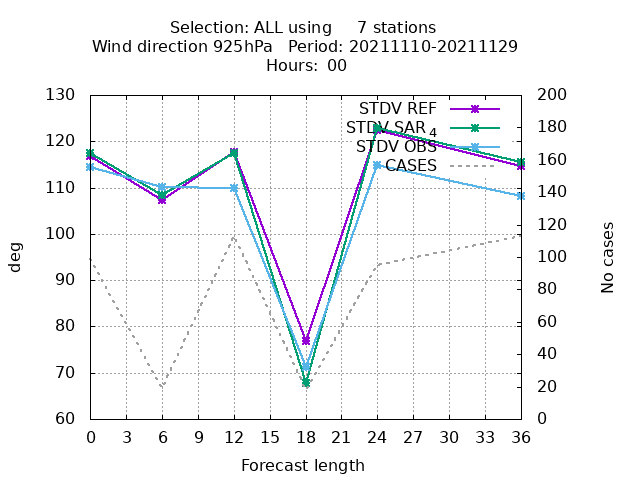 Selection: ALL using 7 stations
Wind direction 925hPa Period: 20211110-20211129
Hours: 00
130 200
STDV REF
120 180
STDV SAR 4
STDV OBS
160
CASES
110 140
100 120
100
90 80
80 60
40
70 20
60 0
deg
No cases
0 3 6 9 12 15 18 21 24 27 30 33 36
Forecast length